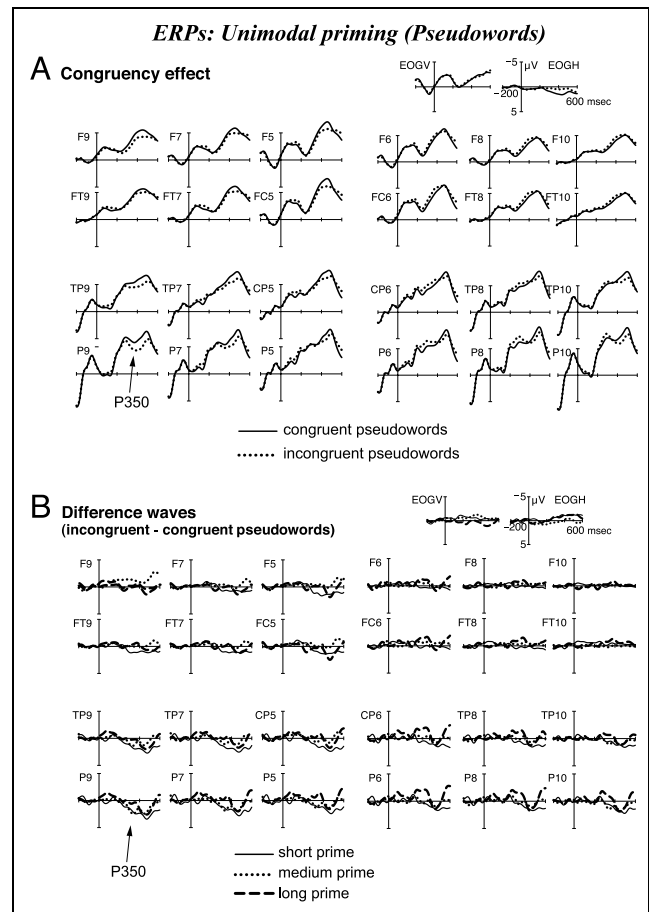 ERPs: Unimodal priming (Pseudowords)
A Congruency effect
EOGV -5 µV EOGH
-200
5 600 msec
F9 F7 F5 F6 F8 F10
FT9 FT7 FC5 FC6 FT8 FT10
TP9 TP7 CP5 CP6 TP8 TP10
P9 P7 P5 P6 P8 P10
P350
congruent pseudowords
incongruent pseudowords
B Difference waves
(incongruent - congruent pseudowords)
EOGV -5 µV EOGH
-200 600 msec
5
F9 F7 F5 F6 F8 F10
FT9 FT7 FC5 FC6 FT8 FT10
TP9 TP7 CP5 CP6 TP8 TP10
P9 P7 P5 P6 P8 P10
P350
short prime
medium prime
long prime